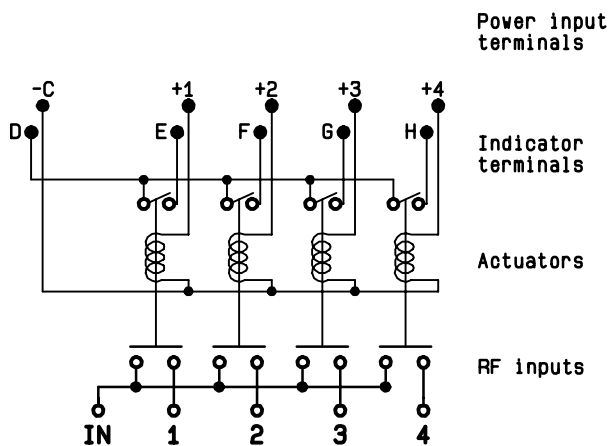 Power input
terminals
-C +1 +2 +3 +4
D E F G H
Indicator
terminals
Actuators
RF inputs
IN 1 2 3 4